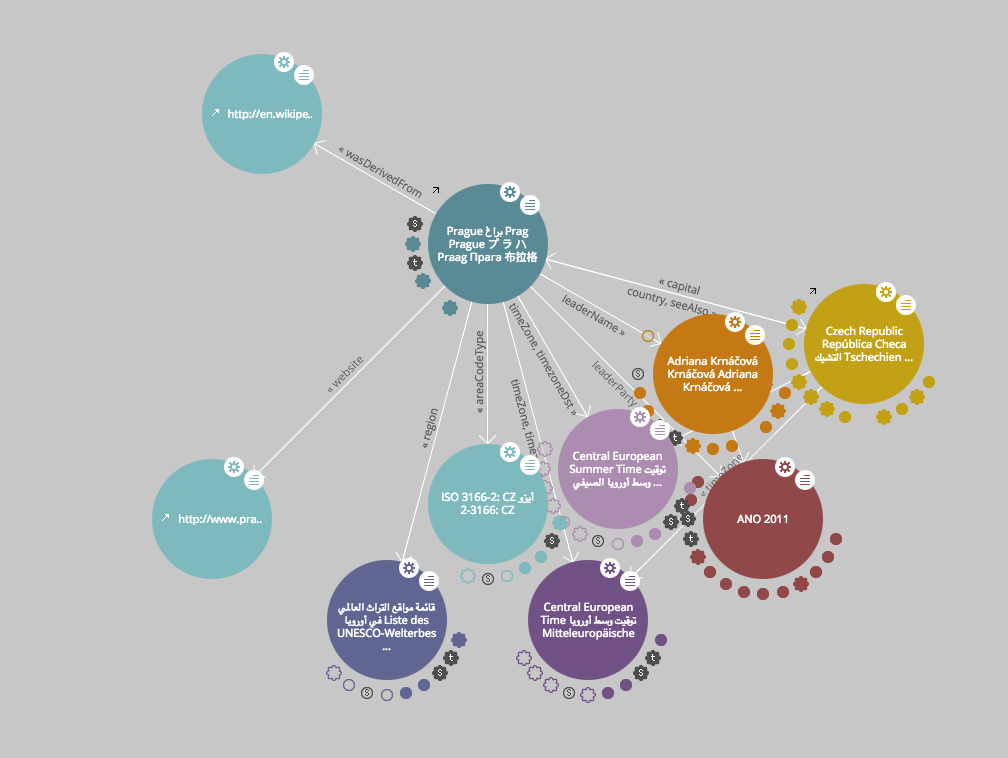 http://en.wikipe..
« wasDerivedFrom
Prague براغ Prag
Prague プラハ
Praag Прага 布拉格
« capital
country, seeAlso »
leaderName »
Czech Republic
República Checa
التشيك Tschechien ...
Adriana Krnáčová
Krnáčová Adriana
Krnáčová ...
« website
« region
« areaCodeType
timeZone, timezoneDst »
timeZone, time
leaderParty
« timeZone
Central European
Summer Time توقيت
وسط أوروبا الصيفي ...
http://www.pra..
ISO 3166-2: CZ أيزو
2-3166: CZ
ANO 2011
قائمة مواقع التراث العالمي
في أوروبا Liste des
UNESCO-Welterbes
...
Central European
Time توقيت وسط أوروبا
Mitteleuropäische